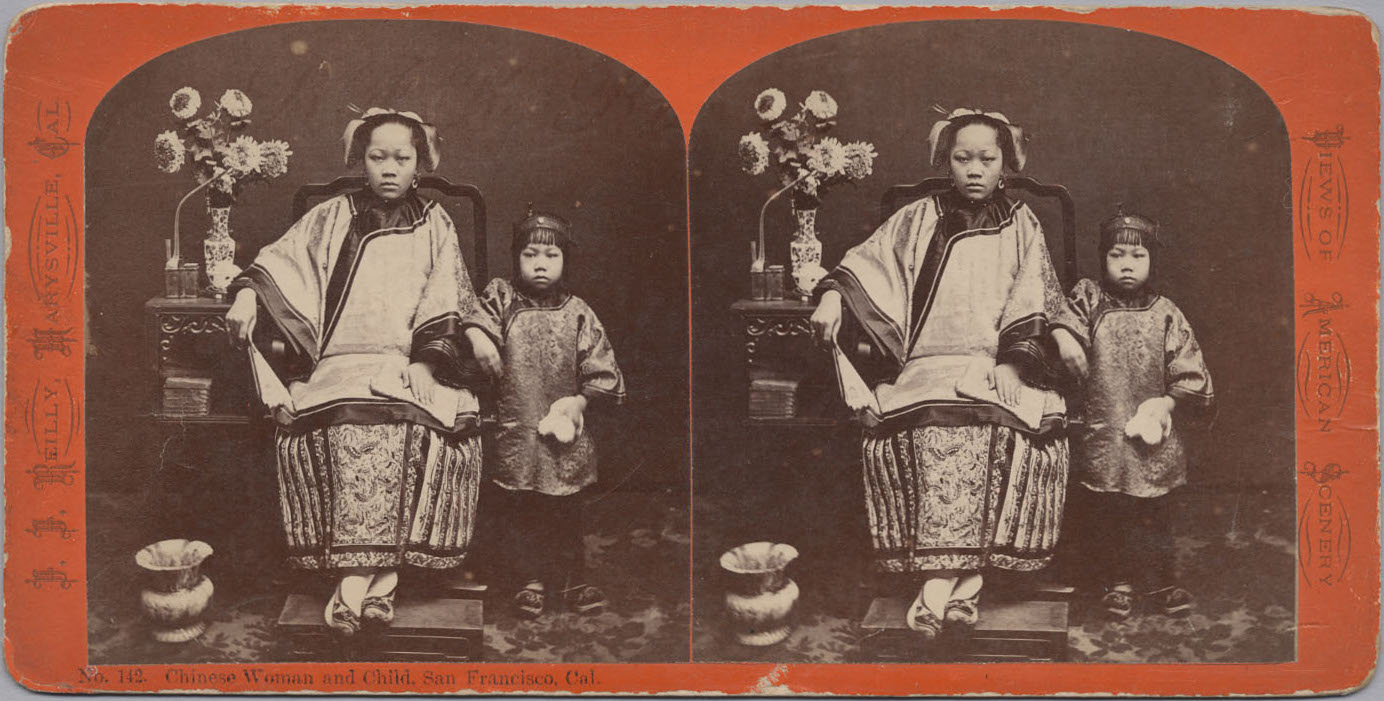 J. J. REILLY, MARYSVILLE, CAL.
VIEWS OF AMERICAN SCENERY
No. 142. Chinese Woman and Child. San Francisco, Cal.